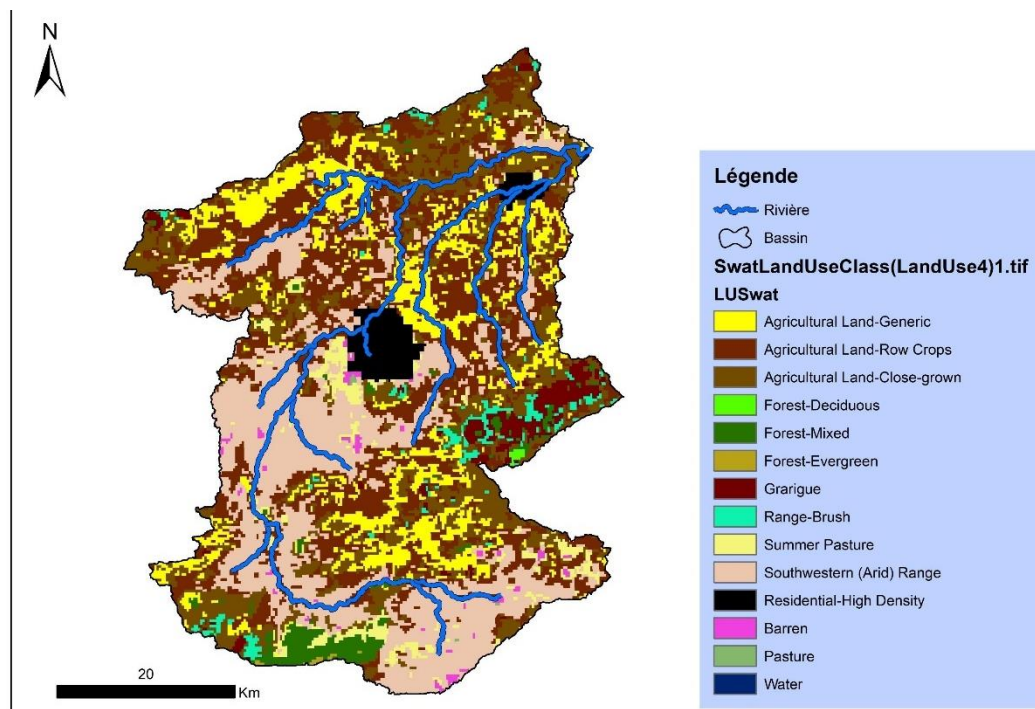 N
Légende
Rivière
Bassin
SwatLandUseClass(LandUse4)1.tif
LUSwat
Agricultural Land-Generic
Agricultural Land-Row Crops
Agricultural Land-Close-grown
Forest-Deciduous
Forest-Mixed
Forest-Evergreen
Grarigue
Range-Brush
Summer Pasture
Southwestern (Arid) Range
Residential-High Density
Barren
Pasture
Water
20
Km